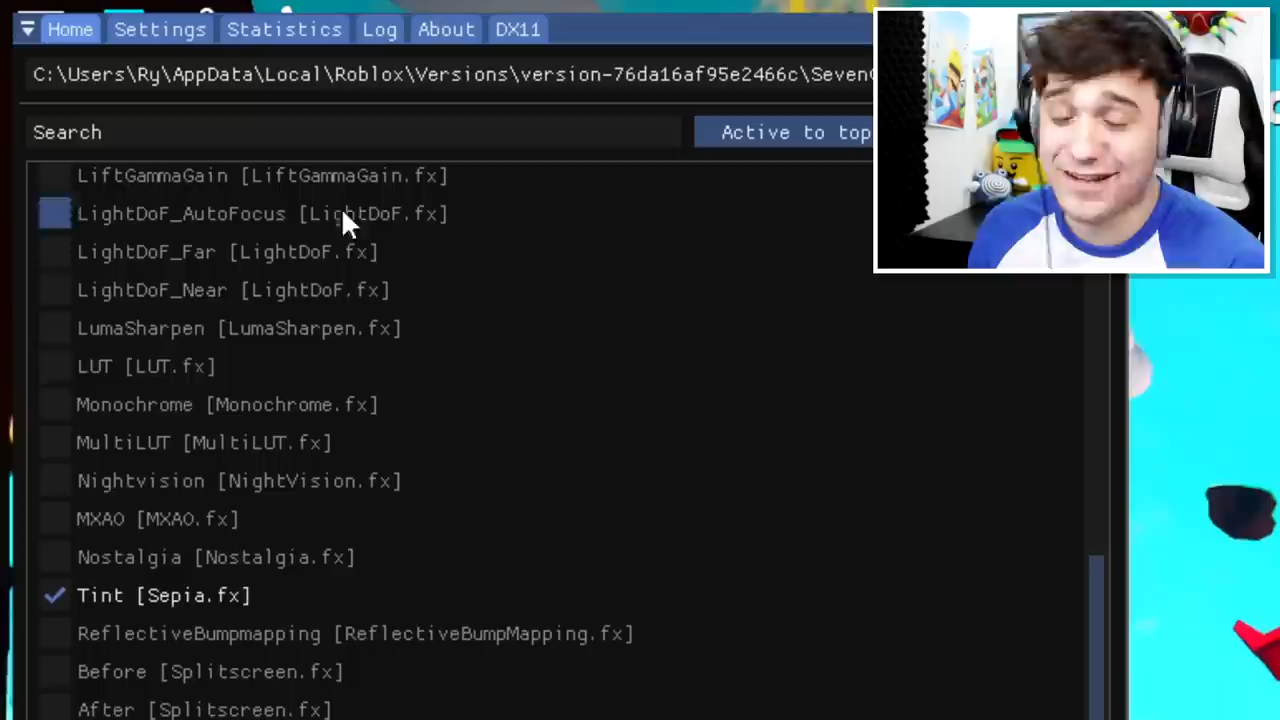 Home Settings Statistics Log About DX11
C:\Users\Ry\AppData\Local\Roblox\Versions\version-76da16af95e2466c\Seven
Search
Active to top
LiftGammaGain [LiftGammaGain.fx]
LightDoF_AutoFocus [LightDoF.fx]
LightDoF_Far [LightDoF.fx]
LightDoF_Near [LightDoF.fx]
LumaSharpen [LumaSharpen.fx]
LUT [LUT.fx]
Monochrome [Monochrome.fx]
MultiLUT [MultiLUT.fx]
Nightvision [NightVision.fx]
MXAO [MXAO.fx]
Nostalgia [Nostalgia.fx]
Tint [Sepia.fx]
ReflectiveBumpmapping [ReflectiveBumpMapping.fx]
Before [Splitscreen.fx]
After [Splitscreen.fx]